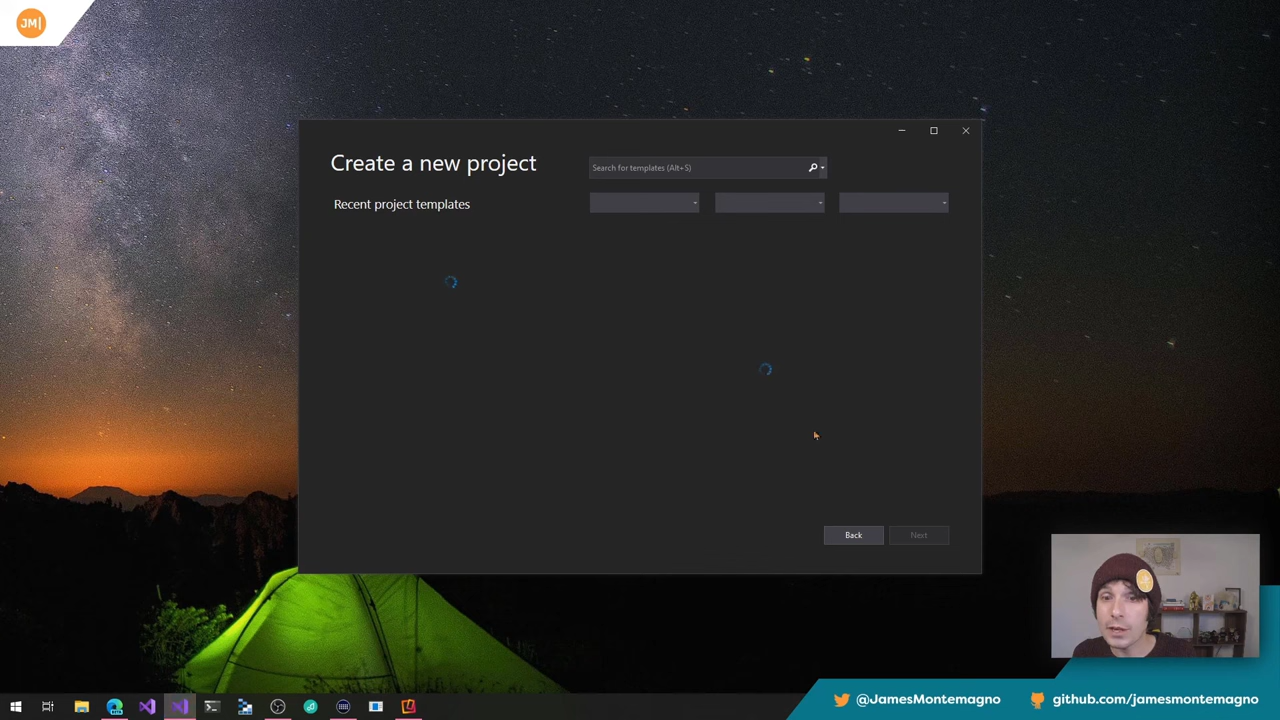 JM|
Create a new project
Search for templates (Alt+S)
Recent project templates
Back
Next
@JamesMontemagno
github.com/jamesmontemagno